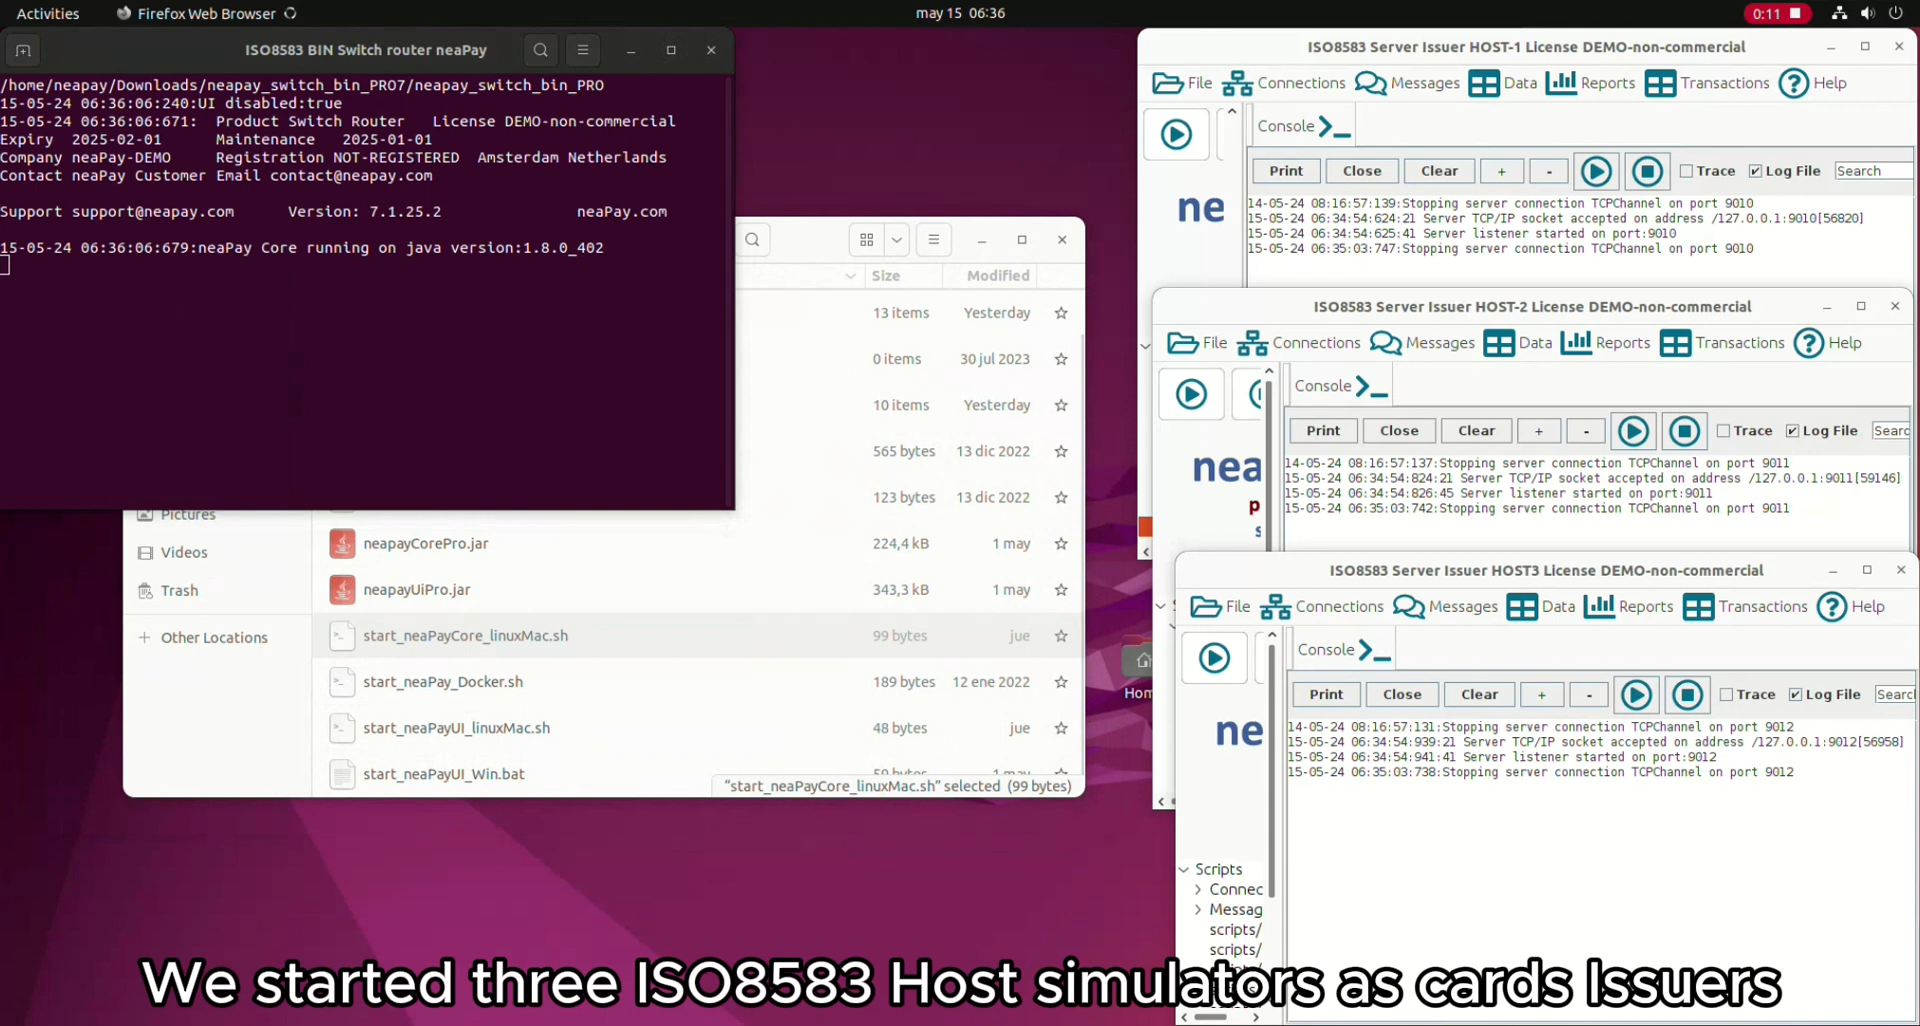 Activities
Firefox Web Browser
may 15 06:36
0:11
ISO8583 BIN Switch router neaPay
/home/neapay/Downloads/neapay_switch_bin_PRO7/neapay_switch_bin_PRO
15-05-24 06:36:06:240:UI disabled:true
15-05-24 06:36:06:671: Product Switch Router License DEMO-non-commercial
Expiry 2025-02-01 Maintenance 2025-01-01
Company neaPay-DEMO Registration NOT-REGISTERED Amsterdam Netherlands
Contact neaPay Customer Email contact@neapay.com
Support support@neapay.com Version: 7.1.25.2 neaPay.com
15-05-24 06:36:06:679:neaPay Core running on java version:1.8.0_402
Size Modified
13 items Yesterday
0 items 30 jul 2023
10 items Yesterday
565 bytes 13 dic 2022
123 bytes 13 dic 2022
Pictures
Videos
Trash
+ Other Locations
neapayCorePro.jar 224,4 kB 1 may
neapayUiPro.jar 343,3 kB 1 may
start_neaPayCore_linuxMac.sh 99 bytes jue
start_neaPay_Docker.sh 189 bytes 12 ene 2022
start_neaPayUI_linuxMac.sh 48 bytes jue
start_neaPayUI_Win.bat 59 bytes 1 may
“start_neaPayCore_linuxMac.sh” selected (99 bytes)
Hom
ISO8583 Server Issuer HOST-1 License DEMO-non-commercial
File Connections Messages Data Reports Transactions Help
Console
Print Close Clear + - Trace Log File Search
ne
14-05-24 08:16:57:139:Stopping server connection TCPChannel on port 9010
15-05-24 06:34:54:624:21 Server TCP/IP socket accepted on address /127.0.0.1:9010[56820]
15-05-24 06:34:54:625:41 Server listener started on port:9010
15-05-24 06:35:03:747:Stopping server connection TCPChannel on port 9010
ISO8583 Server Issuer HOST-2 License DEMO-non-commercial
File Connections Messages Data Reports Transactions Help
Console
Print Close Clear + - Trace Log File Searc
nea
p
s
14-05-24 08:16:57:137:Stopping server connection TCPChannel on port 9011
15-05-24 06:34:54:824:21 Server TCP/IP socket accepted on address /127.0.0.1:9011[59146]
15-05-24 06:34:54:826:45 Server listener started on port:9011
15-05-24 06:35:03:742:Stopping server connection TCPChannel on port 9011
ISO8583 Server Issuer HOST3 License DEMO-non-commercial
File Connections Messages Data Reports Transactions Help
Console
Print Close Clear + - Trace Log File Search
ne
14-05-24 08:16:57:131:Stopping server connection TCPChannel on port 9012
15-05-24 06:34:54:939:21 Server TCP/IP socket accepted on address /127.0.0.1:9012[56958]
15-05-24 06:34:54:941:41 Server listener started on port:9012
15-05-24 06:35:03:738:Stopping server connection TCPChannel on port 9012
Scripts
Connec
Messag
scripts/
scripts/
We started three ISO8583 Host simulators as cards Issuers